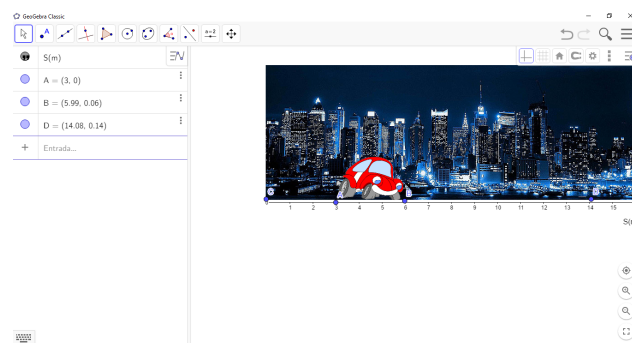 GeoGebra Classic
a=2
S(m)
A = (3, 0)
B = (5.99, 0.06)
D = (14.08, 0.14)
Entrada...
C
1 2 3 4 5 6 7 8 9 10 11 12 13 14 15